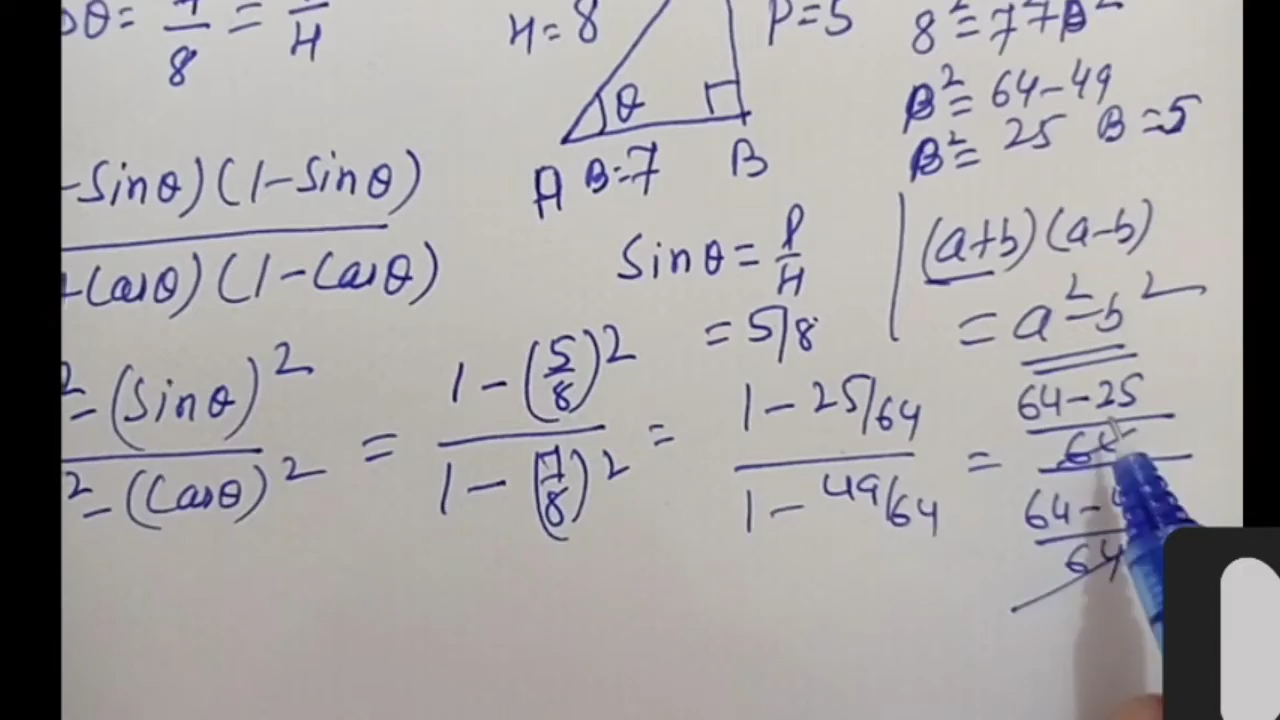 θ = /8 = /H
H = 8
P = 5
8² = 7² + B²
B² = 64 - 49
B² = 25 B = 5
θ
A B = 7 B
- Sinθ) (1 - Sinθ)
+ Cosθ) (1 - Cosθ)
Sinθ = P/H
= 5/8
(a+b) (a-b)
= a² - b²
² - (Sinθ)²
² - (Cosθ)²
= 1 - (5/8)²
1 - (7/8)²
= 1 - 25/64
1 - 49/64
= 64 - 25
64 -
64